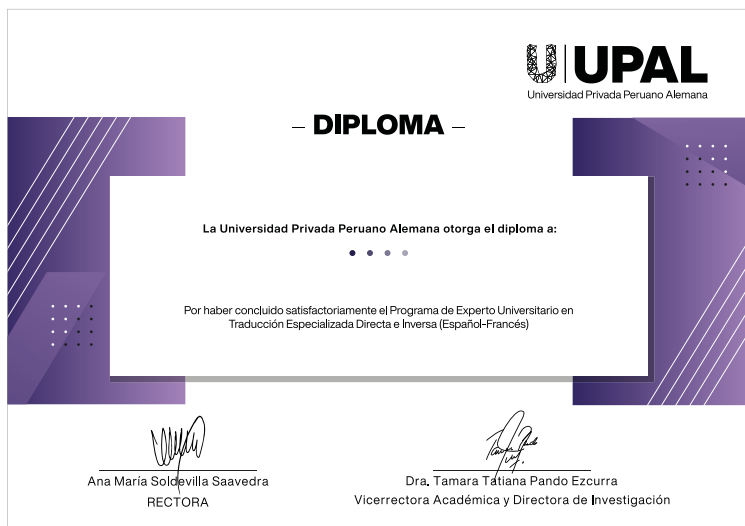 UPAL
Universidad Privada Peruano Alemana
– DIPLOMA –
La Universidad Privada Peruano Alemana otorga el diploma a:
Por haber concluido satisfactoriamente el Programa de Experto Universitario en
Traducción Especializada Directa e Inversa (Español-Francés)
Ana María Soldevilla Saavedra
RECTORA
Dra. Tamara Tatiana Pando Ezcurra
Vicerrectora Académica y Directora de Investigación